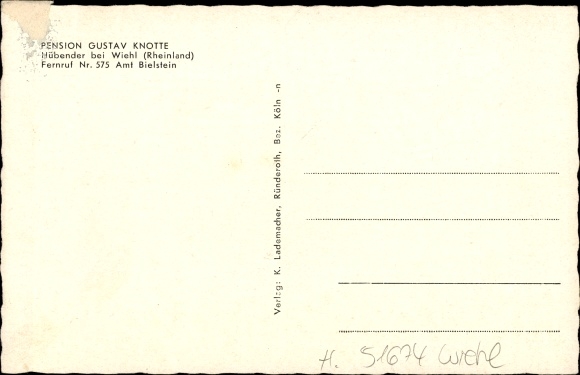 PENSION GUSTAV KNOTTE
Hübender bei Wiehl (Rheinland)
Fernruf Nr. 575 Amt Bielstein
Verlag: K. Lademacher, Ründeroth, Bez. Köln -n
H. 51674 Wiehl